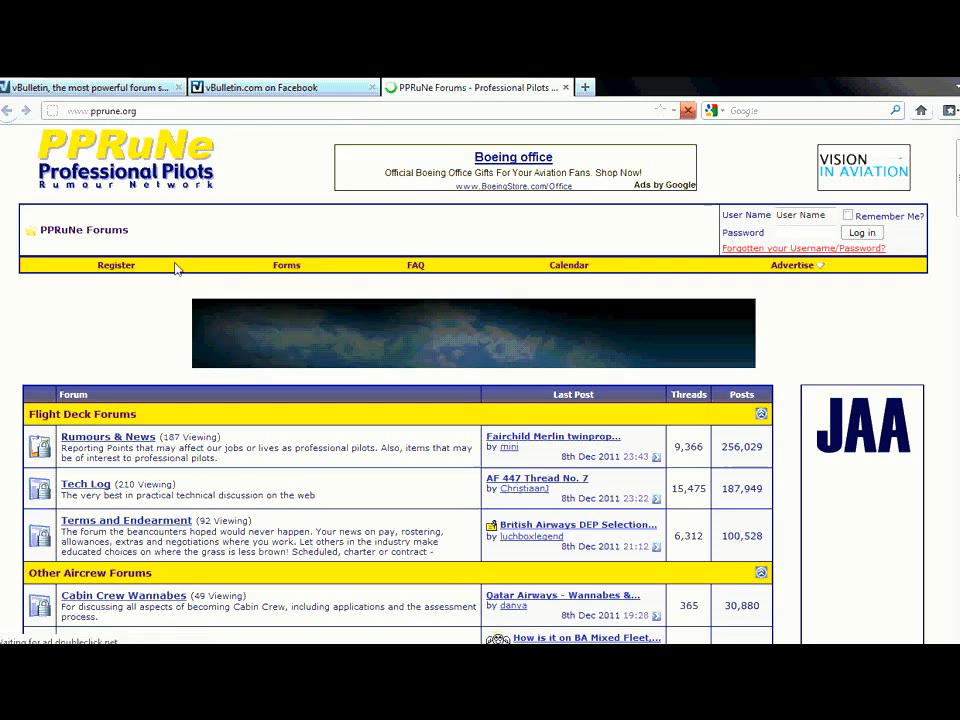 vBulletin, the most powerful forum s...
vBulletin.com on Facebook
PPRuNe Forums - Professional Pilots ...
www.pprune.org
Google
PPRuNe
Professional Pilots
Rumour Network
Boeing office
Official Boeing Office Gifts For Your Aviation Fans. Shop Now!
www.BoeingStore.com/Office
Ads by Google
VISION
IN AVIATION
PPRuNe Forums
User Name User Name Remember Me?
Password Log in
Forgotten your Username/Password?
Register Forms FAQ Calendar Advertise
Forum Last Post Threads Posts
Flight Deck Forums
Rumours & News (187 Viewing)
Reporting Points that may affect our jobs or lives as professional pilots. Also, items that may
be of interest to professional pilots.
Fairchild Merlin twinprop...
by mini
8th Dec 2011 23:43
9,366 256,029
Tech Log (210 Viewing)
The very best in practical technical discussion on the web
AF 447 Thread No. 7
by ChristiaanJ
8th Dec 2011 23:22
15,475 187,949
Terms and Endearment (92 Viewing)
The forum the beancounters hoped would never happen. Your news on pay, rostering,
allowances, extras and negotiations where you work. Let others in the industry make
educated choices on where the grass is less brown! Scheduled, charter or contract -
British Airways DEP Selection...
by luchboxlegend
8th Dec 2011 21:12
6,312 100,528
Other Aircrew Forums
Cabin Crew Wannabes (49 Viewing)
For discussing all aspects of becoming Cabin Crew, including applications and the assessment
process.
Qatar Airways - Wannabes &...
by danva
8th Dec 2011 19:28
365 30,880
How is it on BA Mixed Fleet,...
JAA
Waiting for ad.doubleclick.net